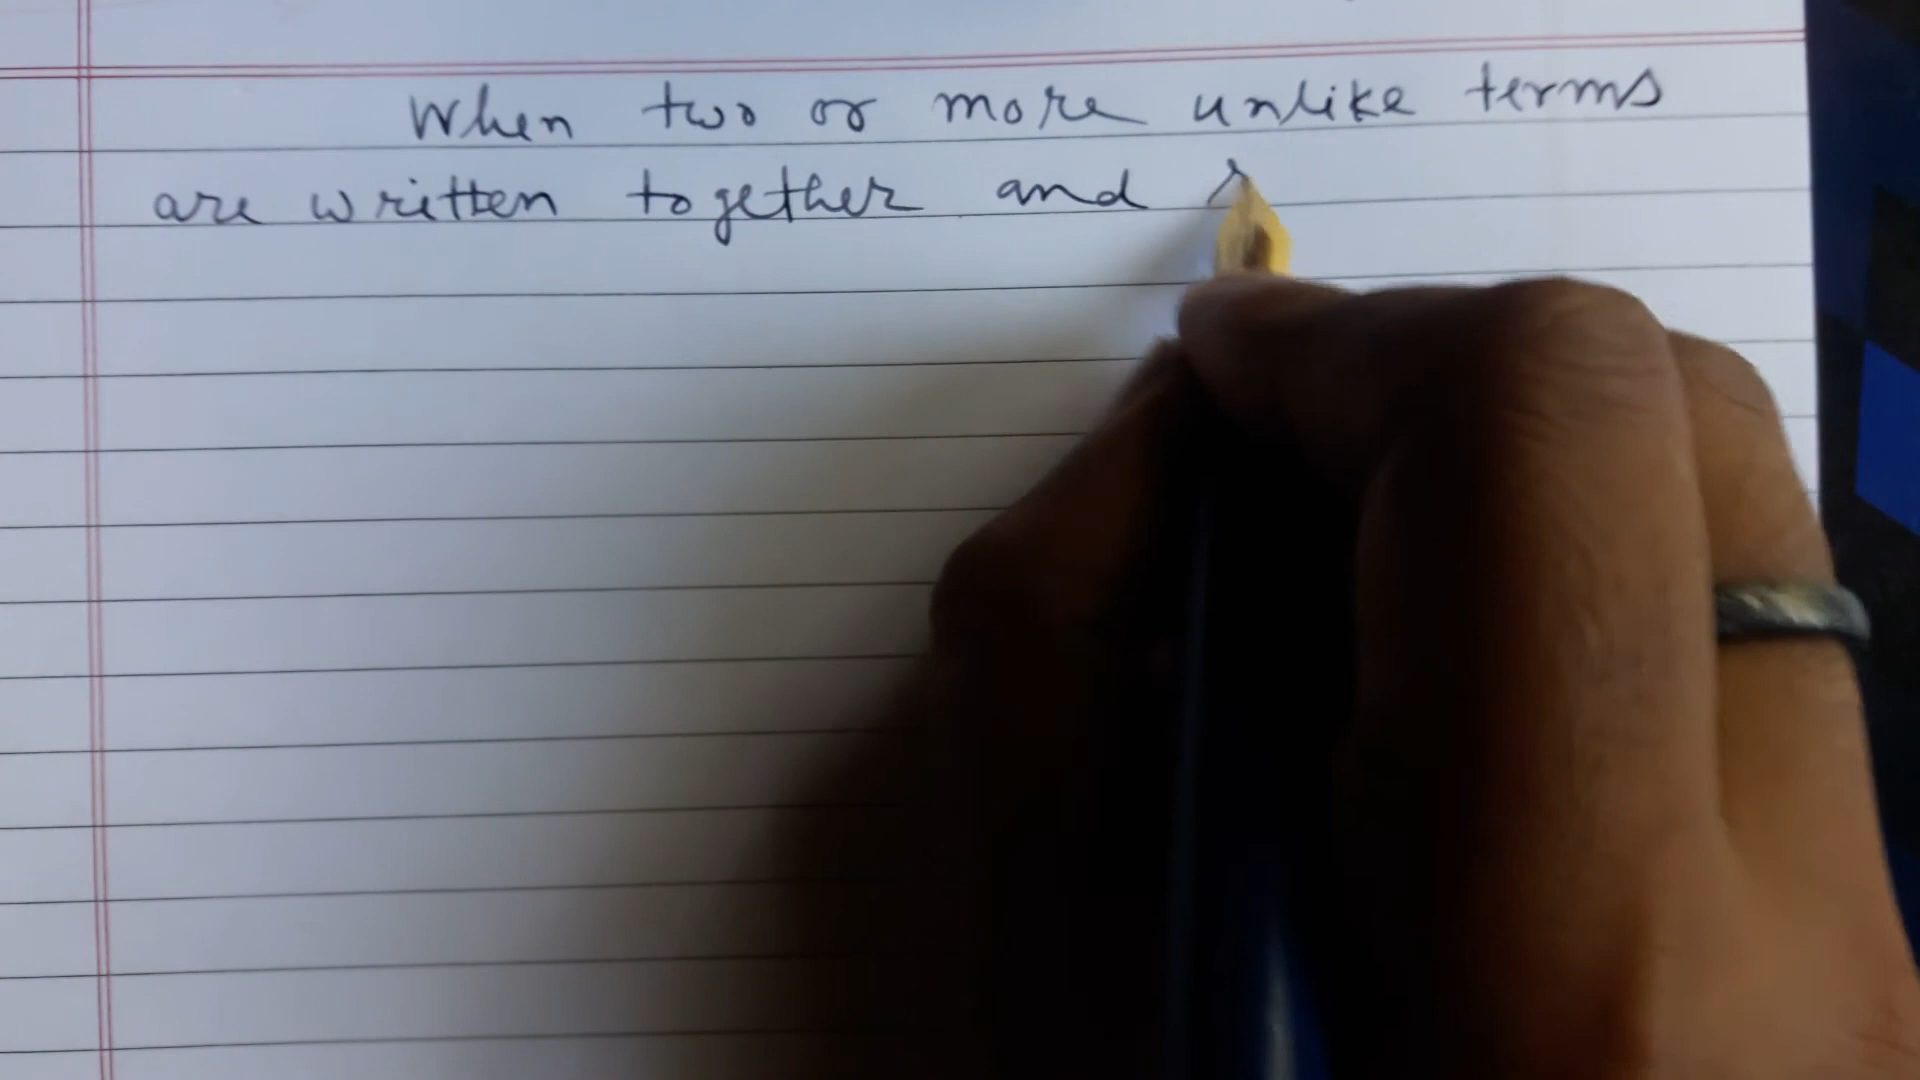 When two or more unlike terms
are written together and